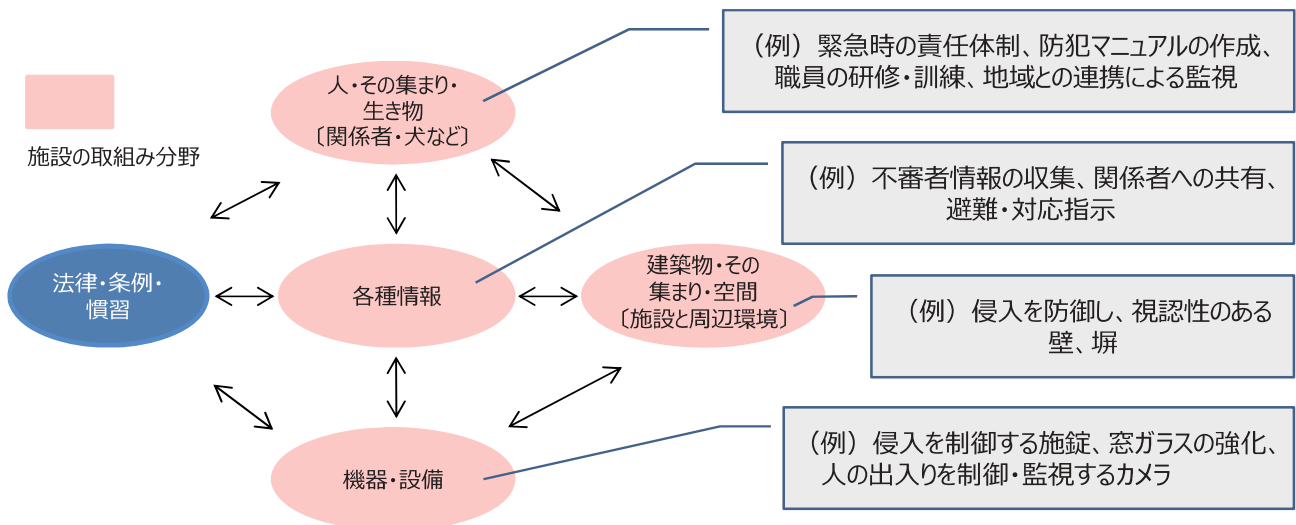 （例）緊急時の責任体制、防犯マニュアルの作成、
職員の研修・訓練、地域との連携による監視
人・その集まり・
生き物
〔関係者・犬など〕
施設の取組み分野
（例）不審者情報の収集、関係者への共有、
避難・対応指示
法律・条例・
慣習
各種情報
建築物・その
集まり・空間
〔施設と周辺環境〕
（例）侵入を防御し、視認性のある
壁、塀
（例）侵入を制御する施錠、窓ガラスの強化、
人の出入りを制御・監視するカメラ
機器・設備